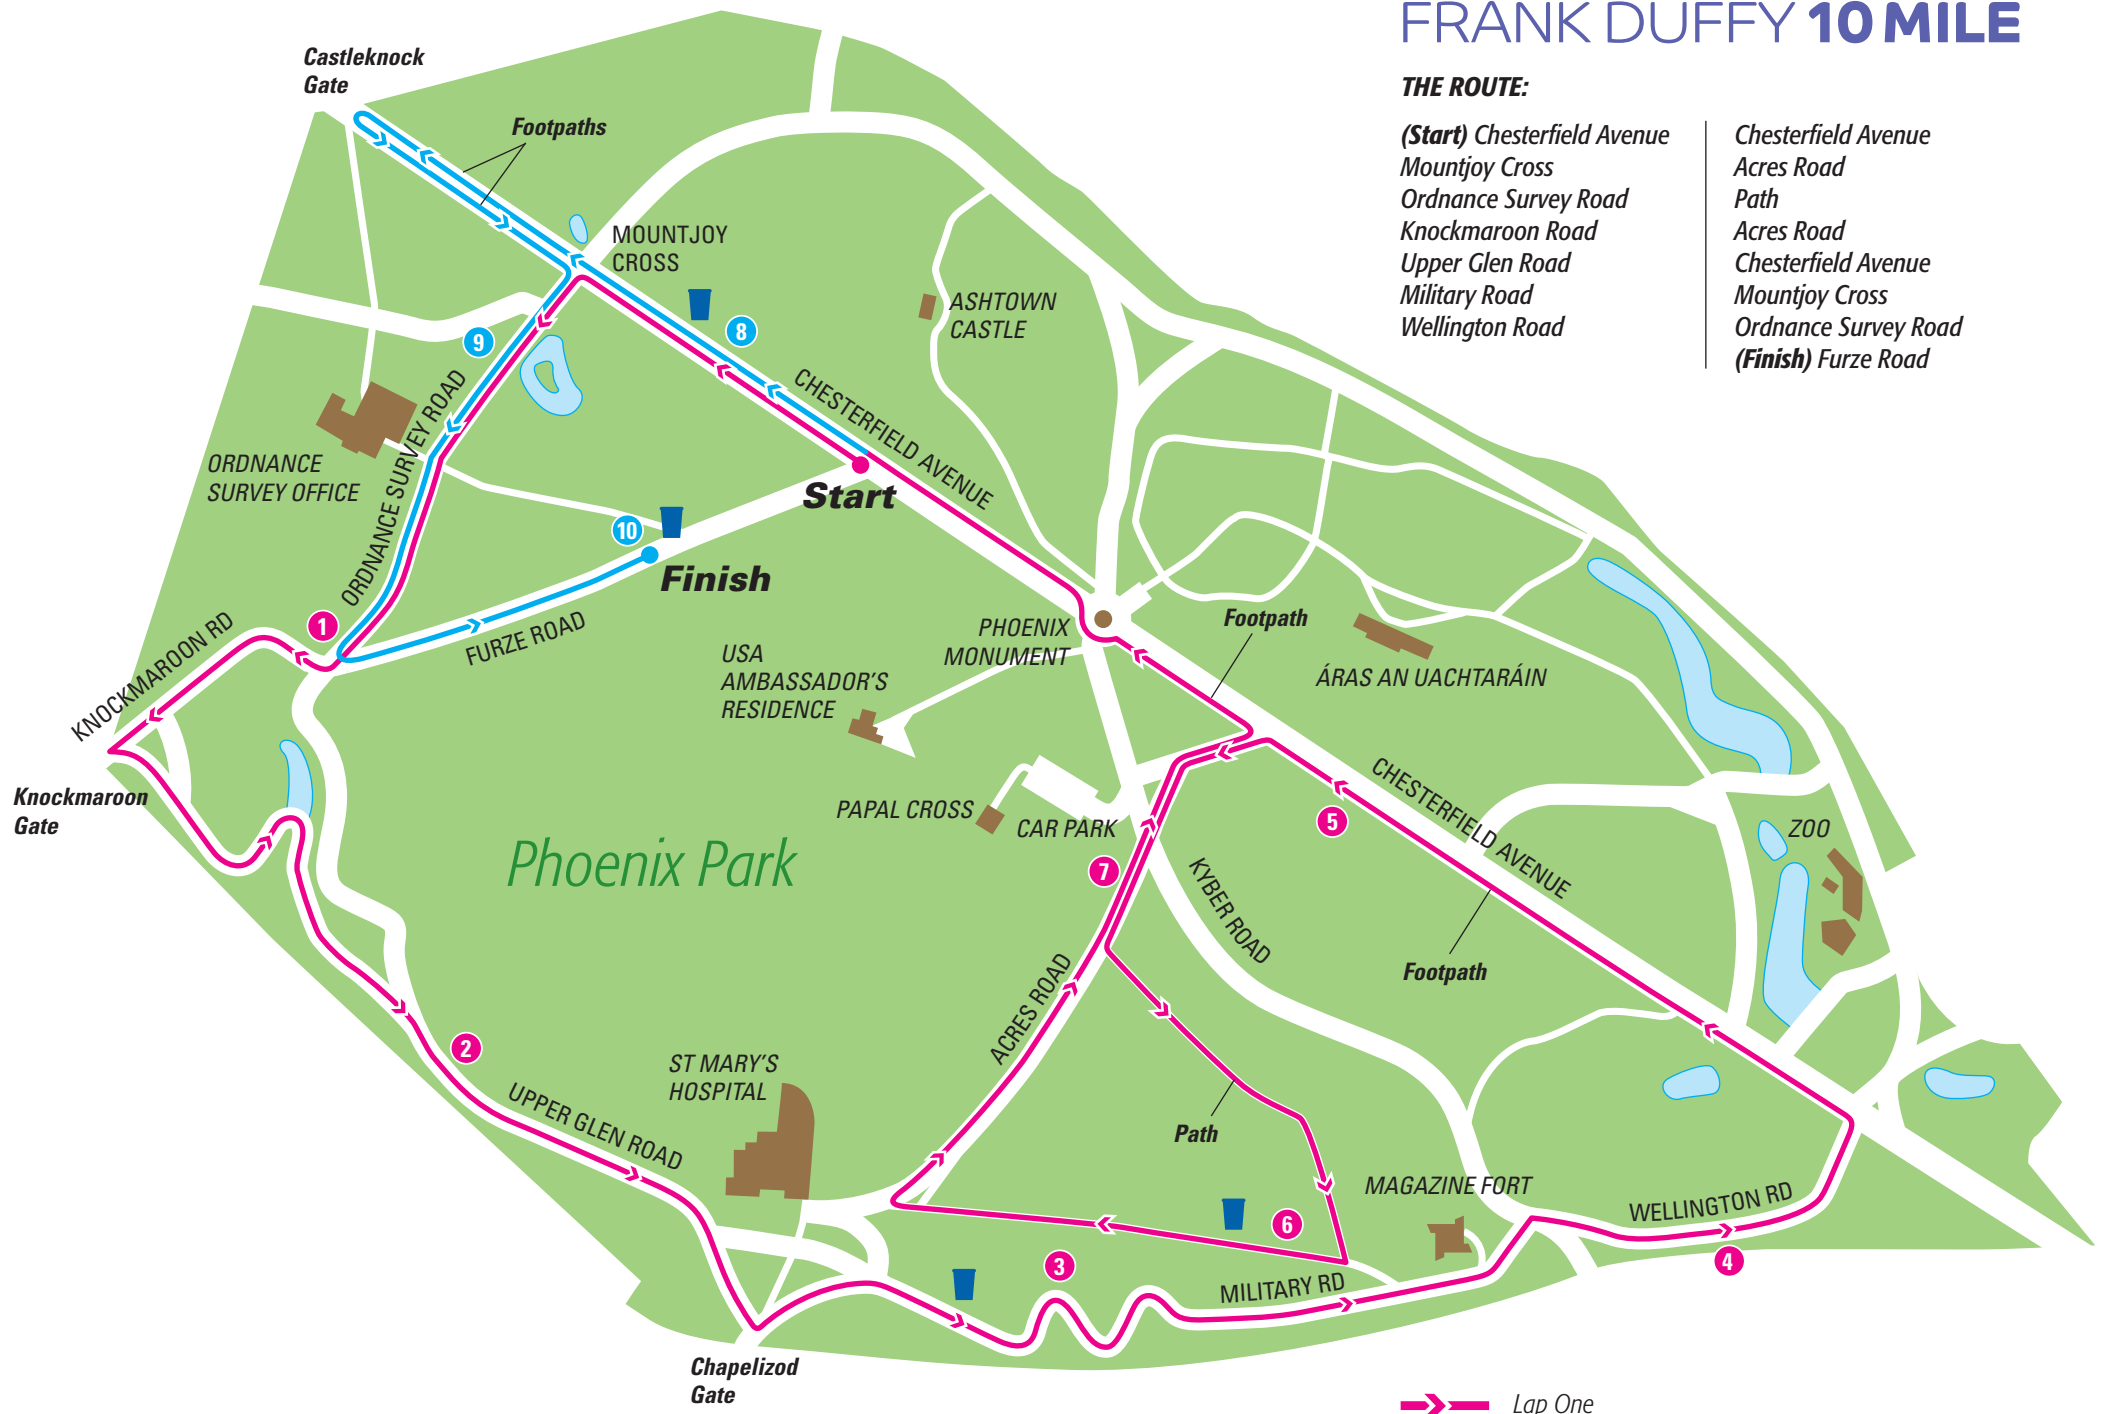 FRANK DUFFY 10 MILE
THE ROUTE:
(Start) Chesterfield Avenue
Mountjoy Cross
Ordnance Survey Road
Knockmaroon Road
Upper Glen Road
Military Road
Wellington Road
Chesterfield Avenue
Acres Road
Path
Acres Road
Chesterfield Avenue
Mountjoy Cross
Ordnance Survey Road
(Finish) Furze Road
Castleknock
Gate
Footpaths
MOUNTJOY
CROSS
ASHTOWN
CASTLE
8
9
CHESTERFIELD AVENUE
ORDNANCE SURVEY ROAD
ORDNANCE
SURVEY OFFICE
Start
10
Finish
1
KNOCKMAROON RD
FURZE ROAD
PHOENIX
MONUMENT
Footpath
USA
AMBASSADOR'S
RESIDENCE
ÁRAS AN UACHTARÁIN
Knockmaroon
Gate
PAPAL CROSS
CAR PARK
5
CHESTERFIELD AVENUE
ZOO
Phoenix Park
7
KYBER ROAD
Footpath
ACRES ROAD
2
ST MARY'S
HOSPITAL
UPPER GLEN ROAD
Path
MAGAZINE FORT
WELLINGTON RD
6
3
4
MILITARY RD
Chapelizod
Gate
Lap One